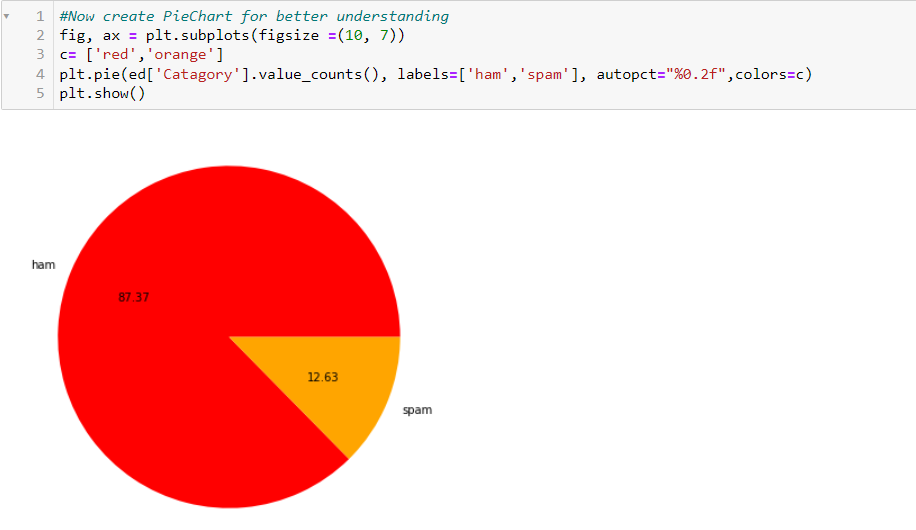 1 #Now create PieChart for better understanding
2 fig, ax = plt.subplots(figsize =(10, 7))
3 c= ['red','orange']
4 plt.pie(ed['Catagory'].value_counts(), labels=['ham','spam'], autopct="%0.2f",colors=c)
5 plt.show()
ham
87.37
12.63
spam